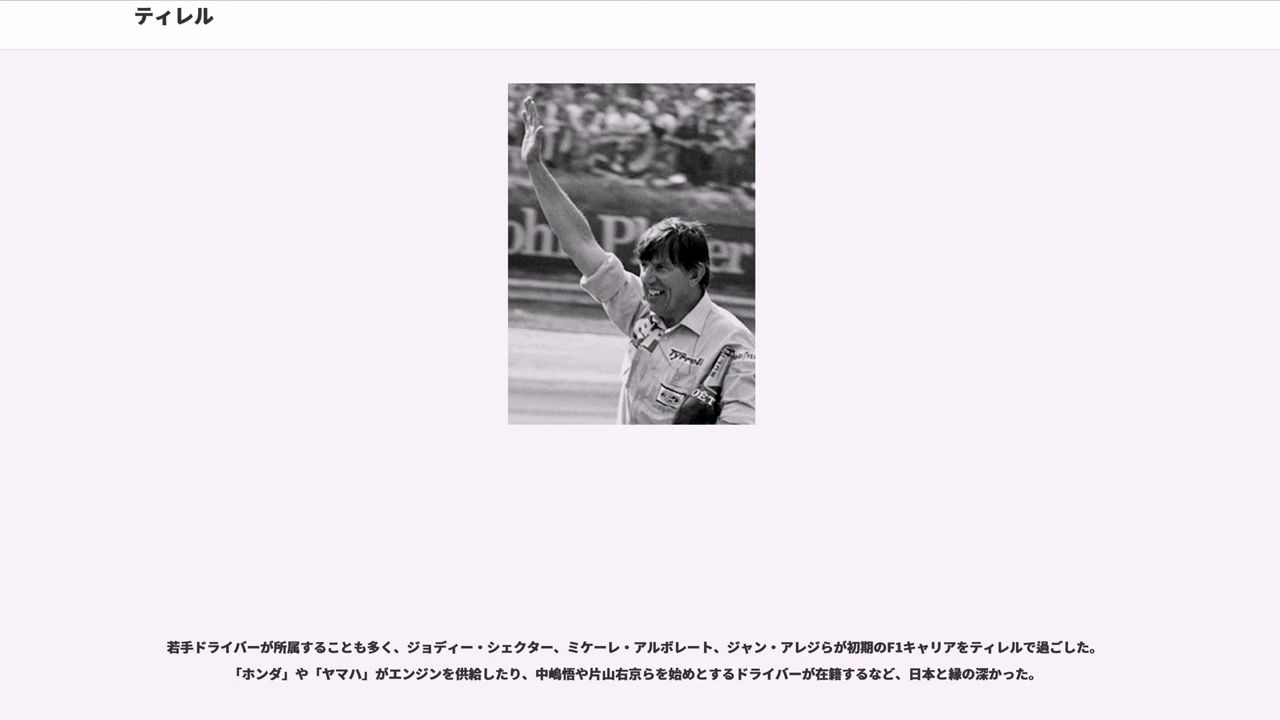 ティレル
Tyrrell
若手ドライバーが所属することも多く、ジョディー・シェクター、ミケーレ・アルボレート、ジャン・アレジらが初期のF1キャリアをティレルで過ごした。
「ホンダ」や「ヤマハ」がエンジンを供給したり、中嶋悟や片山右京らを始めとするドライバーが在籍するなど、日本と縁の深かった。